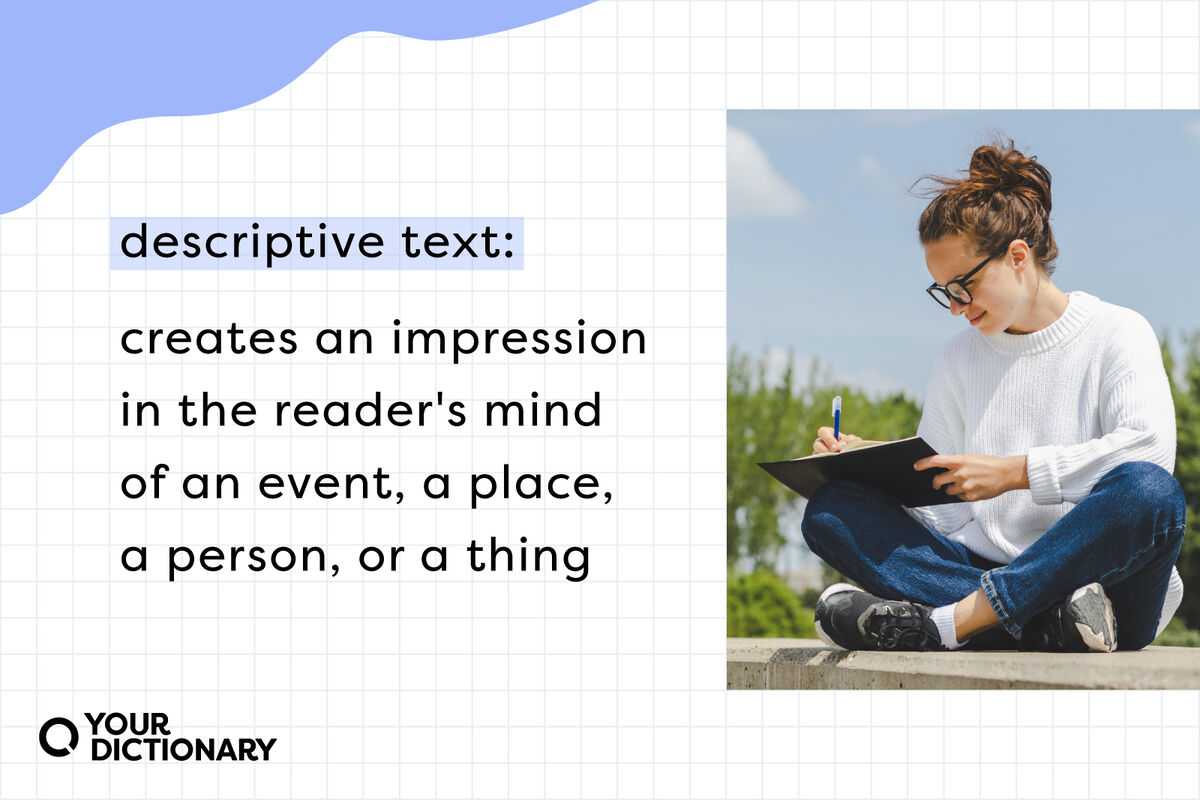 descriptive text:
creates an impression
in the reader's mind
of an event, a place,
a person, or a thing
YOUR
DICTIONARY